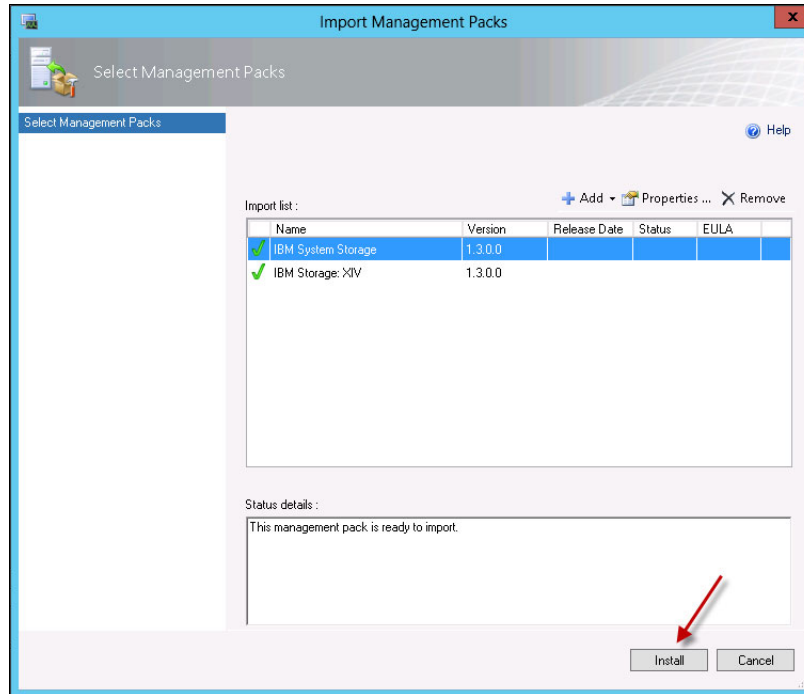 Import Management Packs
x
Select Management Packs
Select Management Packs
Help
Import list :
Add Properties ... Remove
Name Version Release Date Status EULA
IBM System Storage 1.3.0.0
IBM Storage: XIV 1.3.0.0
Status details :
This management pack is ready to import.
Install Cancel